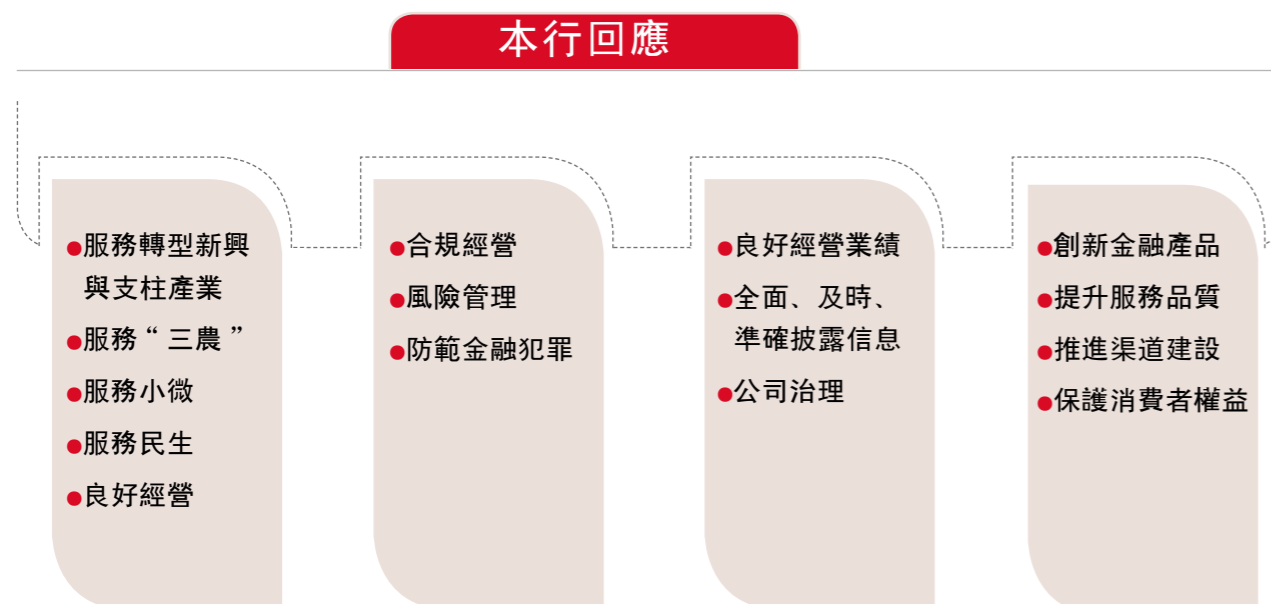 本行回應
●服務轉型新興
與支柱產業
●服務“三農”
●服務小微
●服務民生
●良好經營
●合規經營
●風險管理
●防範金融犯罪
●良好經營業績
●全面、及時、
準確披露信息
●公司治理
●創新金融產品
●提升服務品質
●推進渠道建設
●保護消費者權益